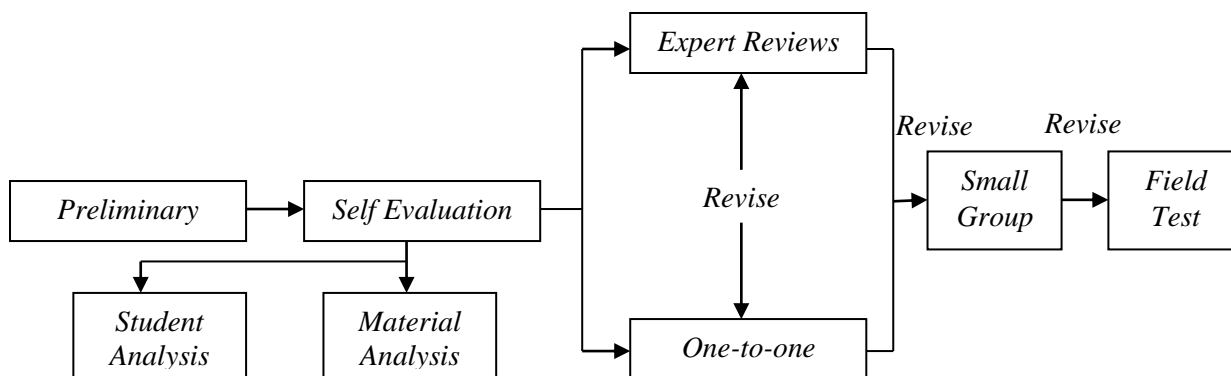 Expert Reviews
Revise
Revise
Preliminary
Self Evaluation
Revise
Small
Group
Field
Test
Student
Analysis
Material
Analysis
One-to-one